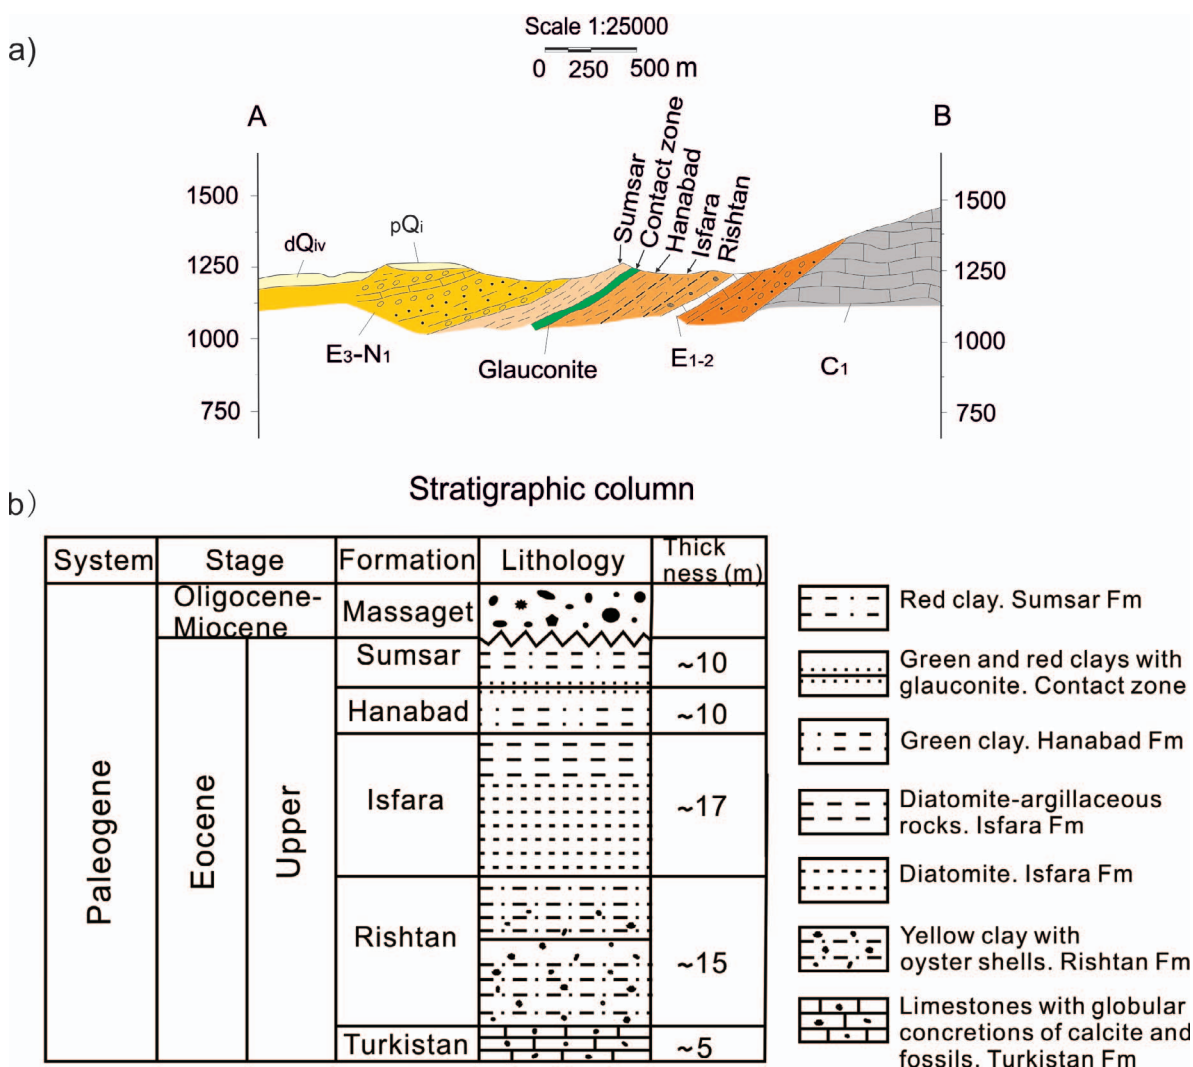 a)
Scale 1:25000
0 250 500 m
A
B
1500
1250
1000
750
1500
1250
1000
750
dQiv
pQi
Sumsar
Contact zone
Hanabad
Isfara
Rishtan
E3-N1
Glauconite
E1-2
C1
b)
Stratigraphic column
System
Stage
Formation
Lithology
Thick
ness (m)
Paleogene
Oligocene-
Miocene
Massaget
Eocene
Upper
Sumsar
~10
Hanabad
~10
Isfara
~17
Rishtan
~15
Turkistan
~5
Red clay. Sumsar Fm
Green and red clays with
glauconite. Contact zone
Green clay. Hanabad Fm
Diatomite-argillaceous
rocks. Isfara Fm
Diatomite. Isfara Fm
Yellow clay with
oyster shells. Rishtan Fm
Limestones with globular
concretions of calcite and
fossils. Turkistan Fm